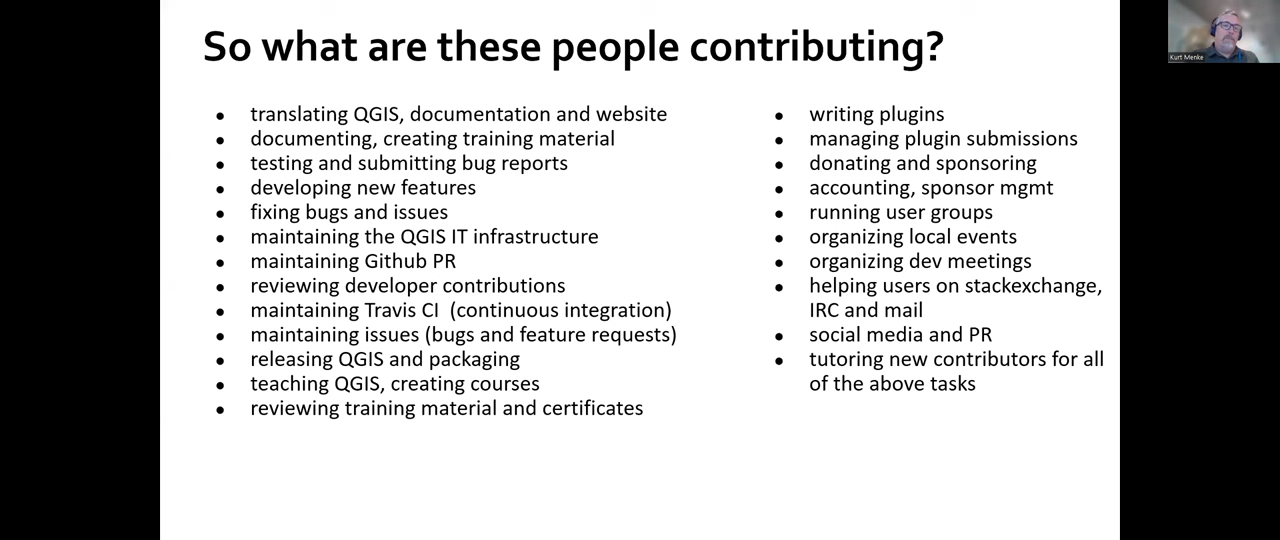 So what are these people contributing?
• translating QGIS, documentation and website
• documenting, creating training material
• testing and submitting bug reports
• developing new features
• fixing bugs and issues
• maintaining the QGIS IT infrastructure
• maintaining Github PR
• reviewing developer contributions
• maintaining Travis CI  (continuous integration)
• maintaining issues (bugs and feature requests)
• releasing QGIS and packaging
• teaching QGIS, creating courses
• reviewing training material and certificates
• writing plugins
• managing plugin submissions
• donating and sponsoring
• accounting, sponsor mgmt
• running user groups
• organizing local events
• organizing dev meetings
• helping users on stackexchange,
IRC and mail
• social media and PR
• tutoring new contributors for all
of the above tasks
Kurt Menke